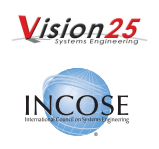 Vision25
Systems Engineering
INCOSE
International Council on Systems Engineering
®